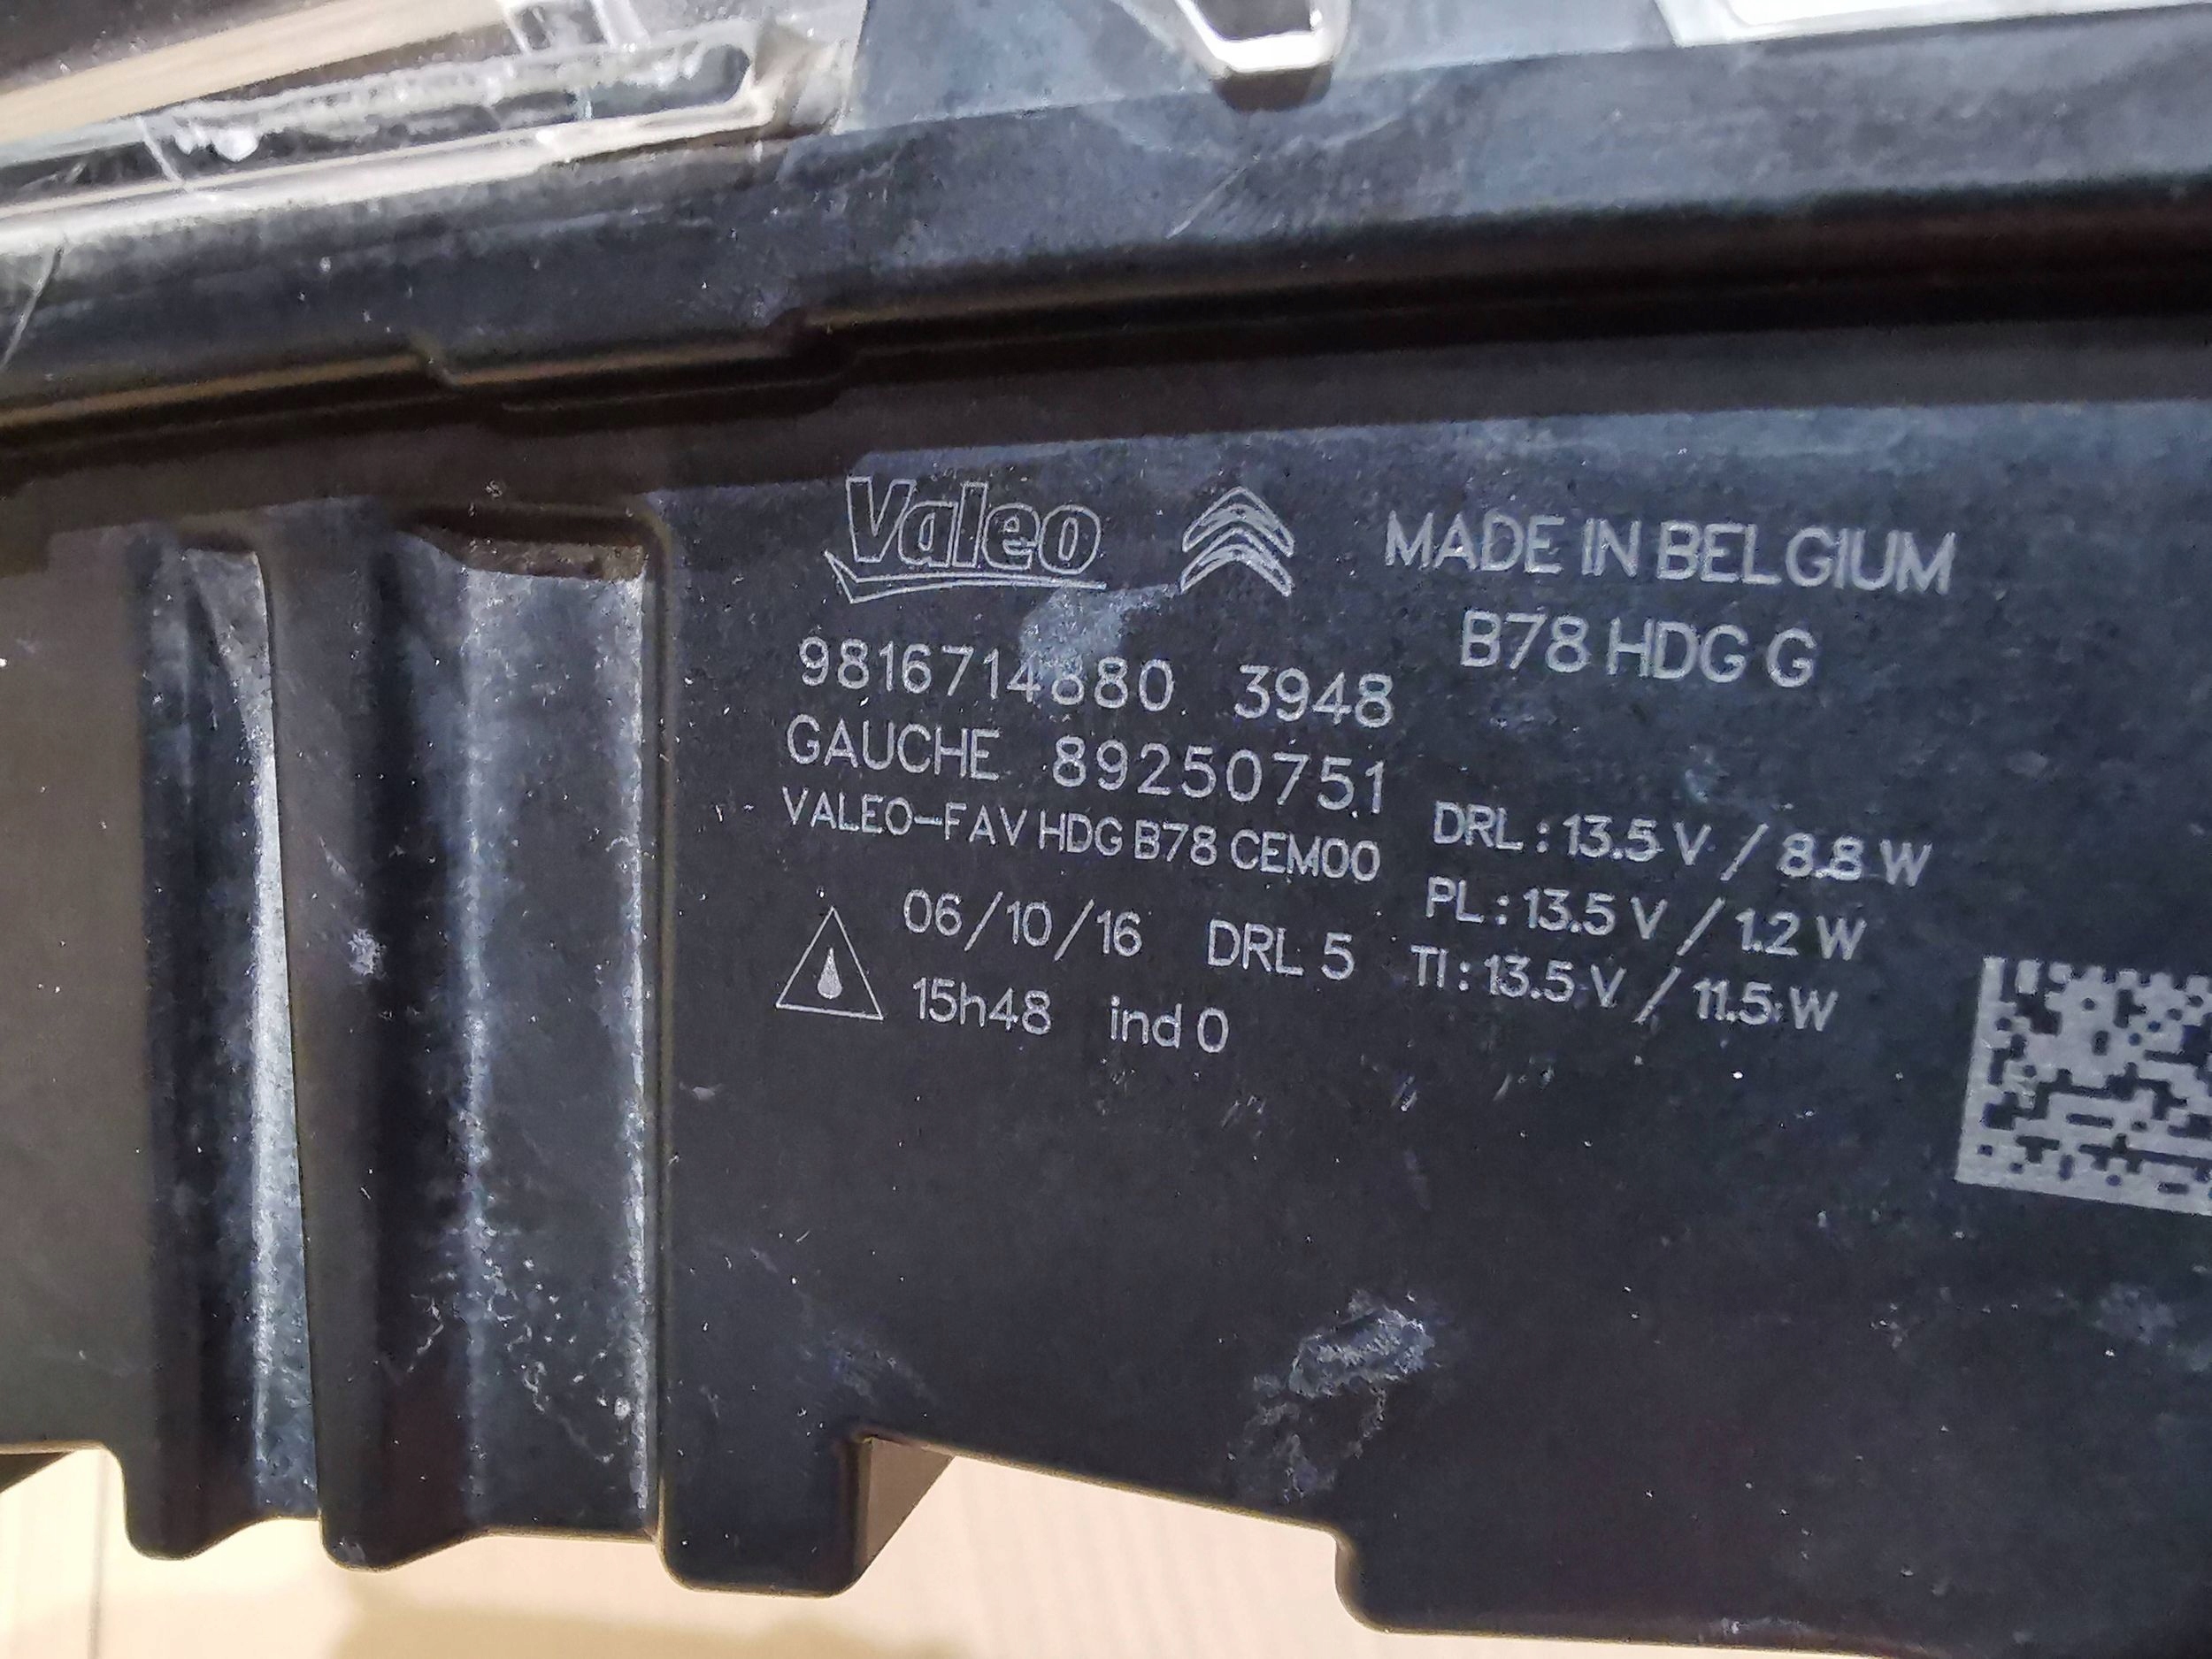 Valeo
MADE IN BELGIUM
B78 HDG G
9816714880 3948
GAUCHE 89250751
VALEO-FAV HDG B78 CEM00
06/10/16 DRL 5
15h48 ind 0
DRL : 13.5 V / 8.8 W
PL : 13.5 V / 1.2 W
TI : 13.5 V / 11.5 W